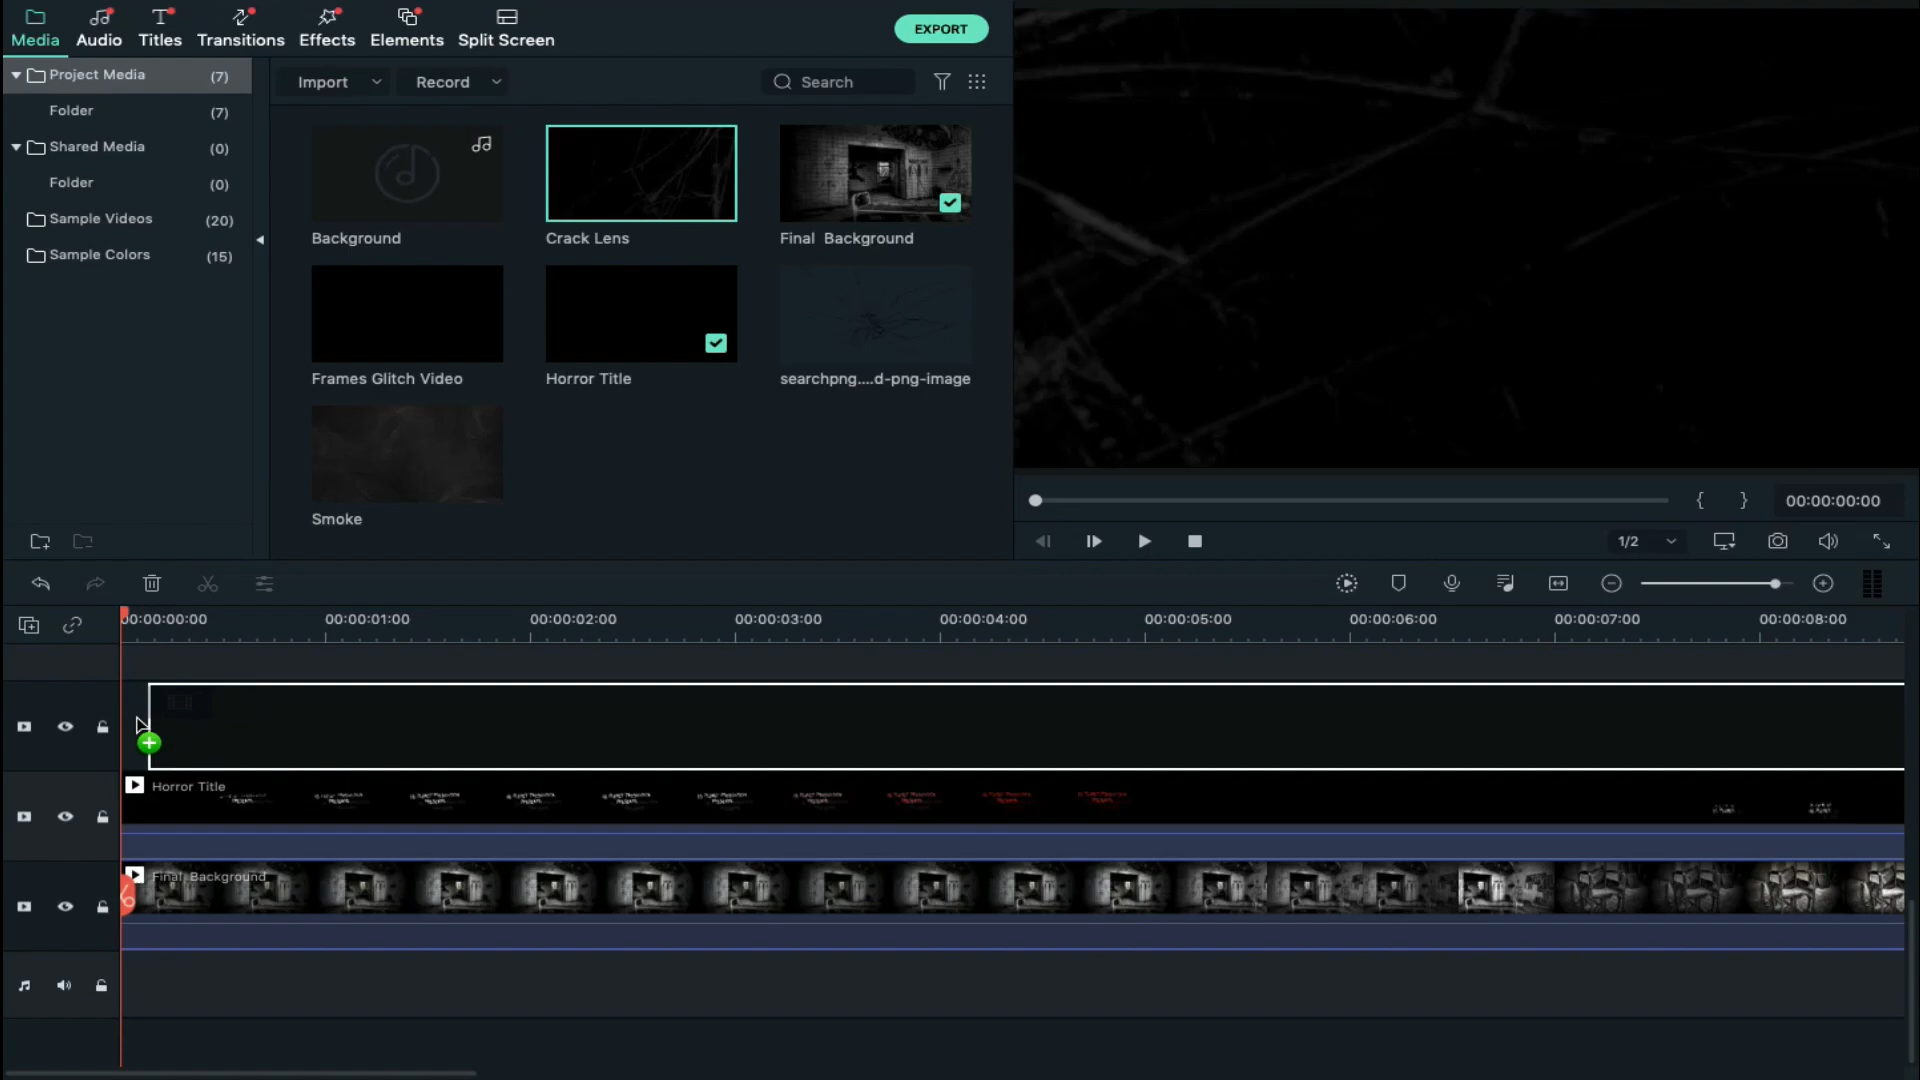 Media Audio Titles Transitions Effects Elements Split Screen EXPORT
Project Media (7) Import Record Search
Folder (7)
Shared Media (0)
Folder (0)
Sample Videos (20)
Sample Colors (15)
Background Crack Lens Final Background
Frames Glitch Video Horror Title searchpng....d-png-image
Smoke
{ } 00:00:00:00
1/2
00:00:00:00 00:00:01:00 00:00:02:00 00:00:03:00 00:00:04:00 00:00:05:00 00:00:06:00 00:00:07:00 00:00:08:00
Horror Title
Final Background